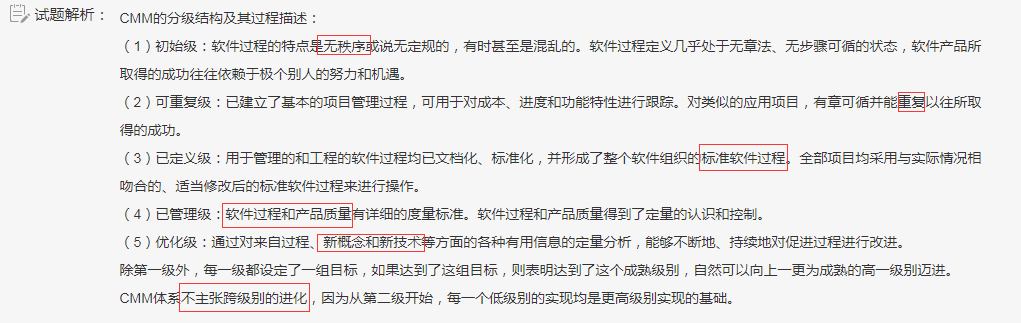 试题解析：
CMM的分级结构及其过程描述：
（1）初始级：软件过程的特点是无秩序或说无定规的，有时甚至是混乱的。软件过程定义几乎处于无章法、无步骤可循的状态，软件产品所
取得的成功往往依赖于极个别人的努力和机遇。
（2）可重复级：已建立了基本的项目管理过程，可用于对成本、进度和功能特性进行跟踪。对类似的应用项目，有章可循并能重复以往所取
得的成功。
（3）已定义级：用于管理的和工程的软件过程均已文档化、标准化，并形成了整个软件组织的标准软件过程。全部项目均采用与实际情况相
吻合的、适当修改后的标准软件过程来进行操作。
（4）已管理级：软件过程和产品质量有详细的度量标准。软件过程和产品质量得到了定量的认识和控制。
（5）优化级：通过对来自过程、新概念和新技术等方面的各种有用信息的定量分析，能够不断地、持续地对促进过程进行改进。
除第一级外，每一级都设定了一组目标，如果达到了这组目标，则表明达到了这个成熟级别，自然可以向上一更为成熟的高一级别迈进。
CMM体系不主张跨级别的进化，因为从第二级开始，每一个低级别的实现均是更高级别实现的基础。